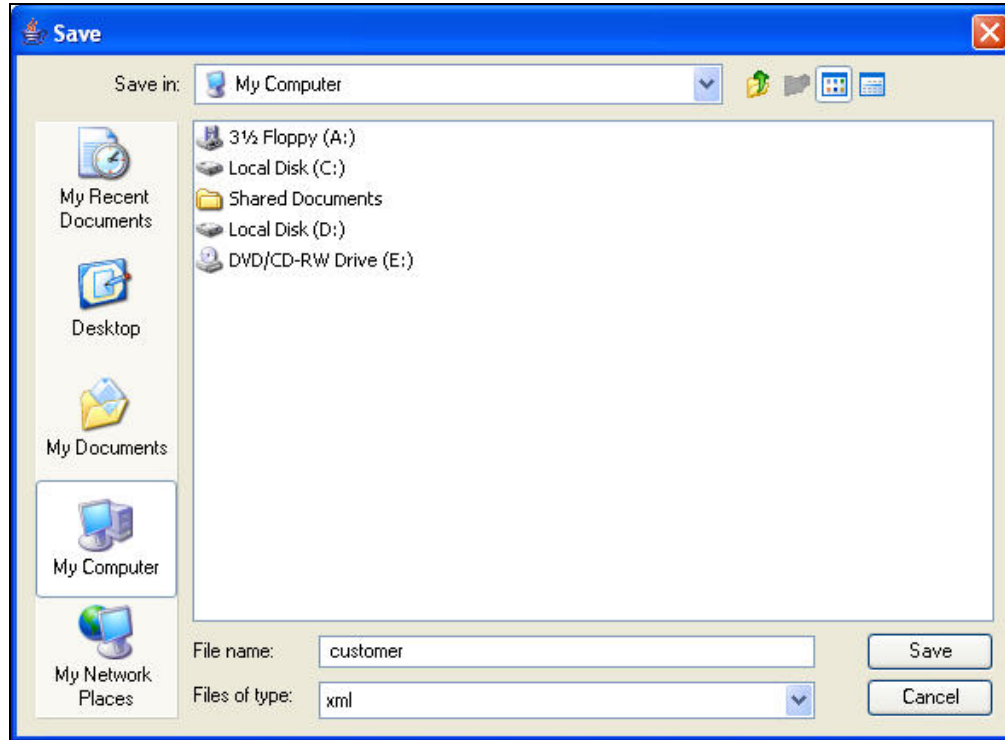 Save
Save in: My Computer
3½ Floppy (A:)
Local Disk (C:)
Shared Documents
Local Disk (D:)
DVD/CD-RW Drive (E:)
My Recent
Documents
Desktop
My Documents
My Computer
My Network
Places
File name: customer Save
Files of type: xml Cancel